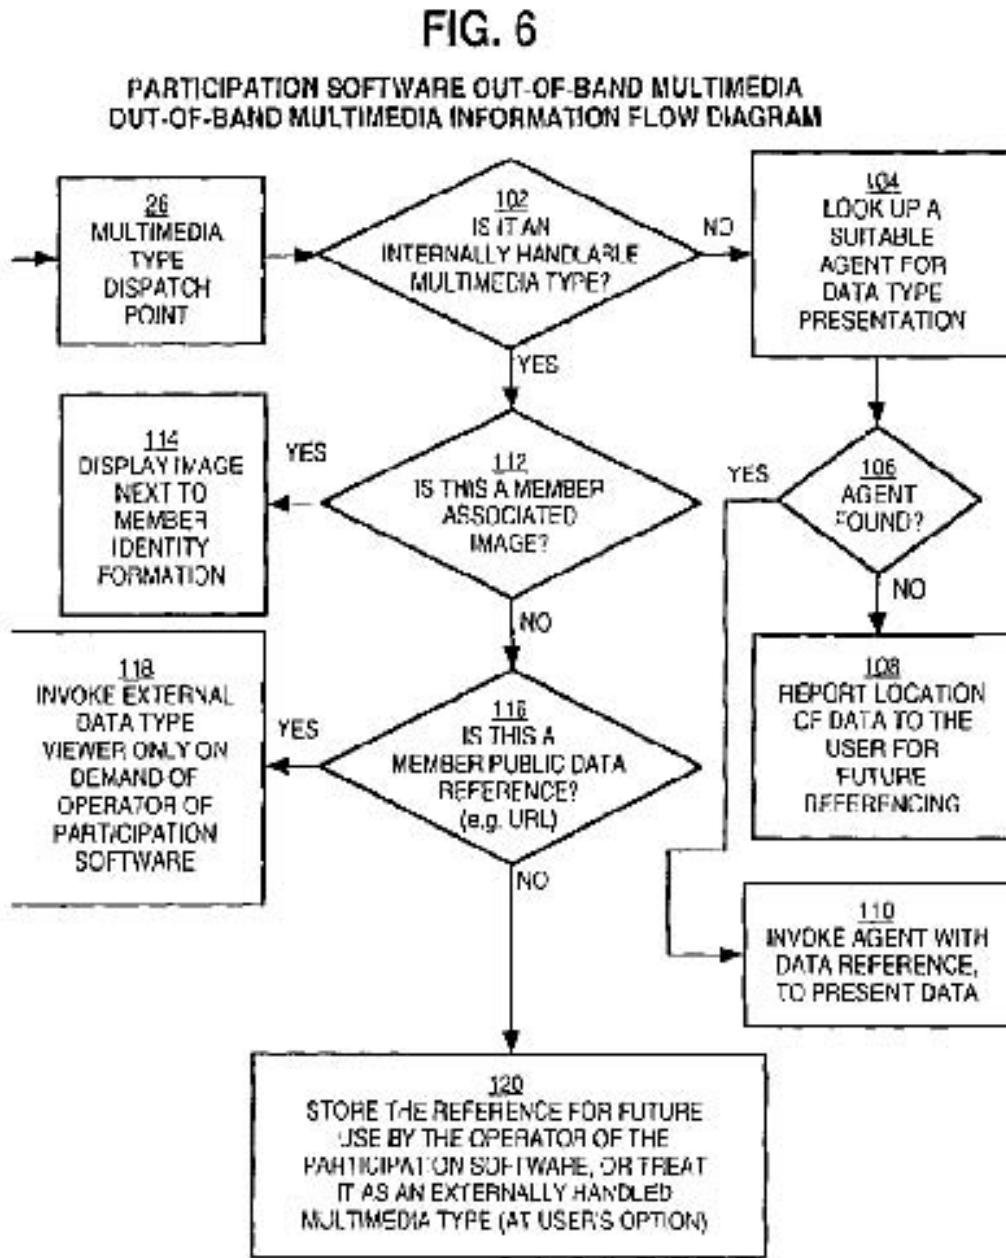 FIG. 6
PARTICIPATION SOFTWARE OUT-OF-BAND MULTIMEDIA
OUT-OF-BAND MULTIMEDIA INFORMATION FLOW DIAGRAM
26
MULTIMEDIA
TYPE
DISPATCH
POINT
102
IS IT AN
INTERNALLY HANDLABLE
MULTIMEDIA TYPE?
NO
104
LOOK UP A
SUITABLE
AGENT FOR
DATA TYPE
PRESENTATION
YES
114
DISPLAY IMAGE
NEXT TO
MEMBER
IDENTITY
FORMATION
YES
112
IS THIS A MEMBER
ASSOCIATED
IMAGE?
YES
106
AGENT
FOUND?
NO
NO
118
INVOKE EXTERNAL
DATA TYPE
VIEWER ONLY ON
DEMAND OF
OPERATOR OF
PARTICIPATION
SOFTWARE
YES
116
IS THIS A
MEMBER PUBLIC DATA
REFERENCE?
(e.g. URL)
108
REPORT LOCATION
OF DATA TO THE
USER FOR
FUTURE
REFERENCING
NO
110
INVOKE AGENT WITH
DATA REFERENCE,
TO PRESENT DATA
120
STORE THE REFERENCE FOR FUTURE
USE BY THE OPERATOR OF THE
PARTICIPATION SOFTWARE, OR TREAT
IT AS AN EXTERNALLY HANDLED
MULTIMEDIA TYPE (AT USER'S OPTION)